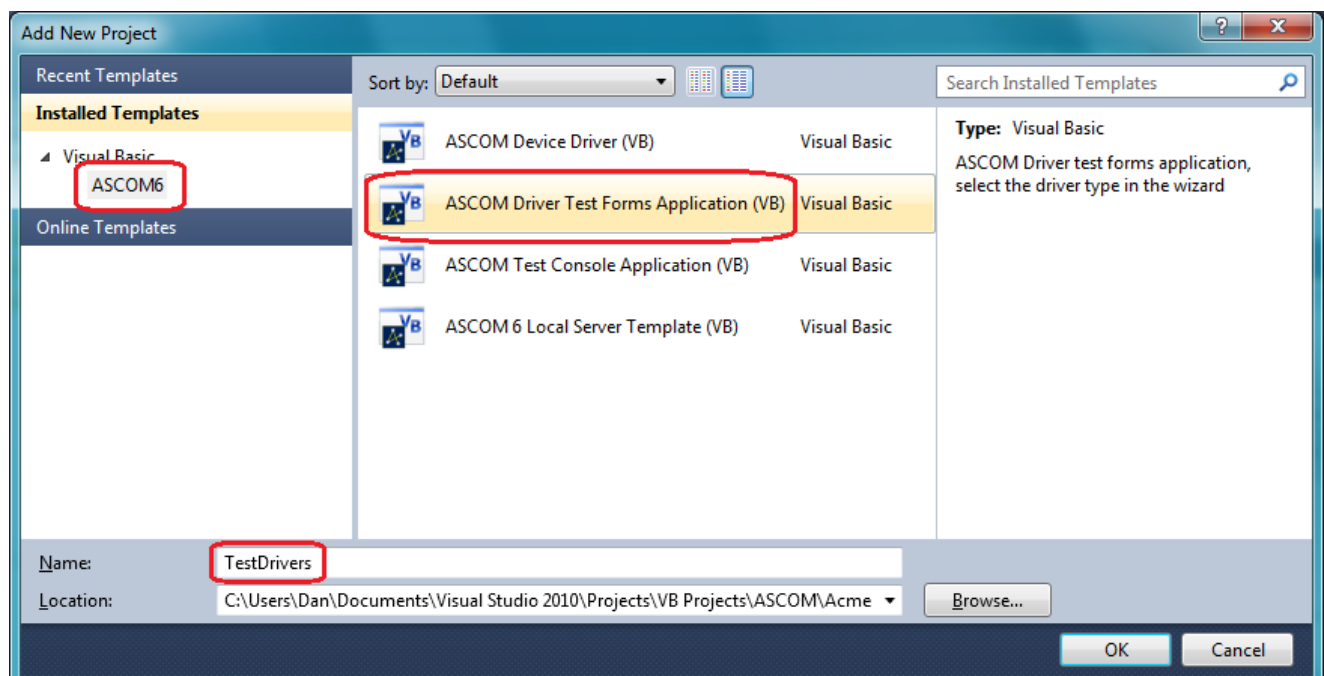 Add New Project
?
X
Recent Templates
Sort by: Default
Search Installed Templates
Installed Templates
Visual Basic
ASCOM6
Online Templates
VB ASCOM Device Driver (VB) Visual Basic
VB ASCOM Driver Test Forms Application (VB) Visual Basic
VB ASCOM Test Console Application (VB) Visual Basic
VB ASCOM 6 Local Server Template (VB) Visual Basic
Type: Visual Basic
ASCOM Driver test forms application,
select the driver type in the wizard
Name: TestDrivers
Location: C:\Users\Dan\Documents\Visual Studio 2010\Projects\VB Projects\ASCOM\Acme
Browse...
OK Cancel